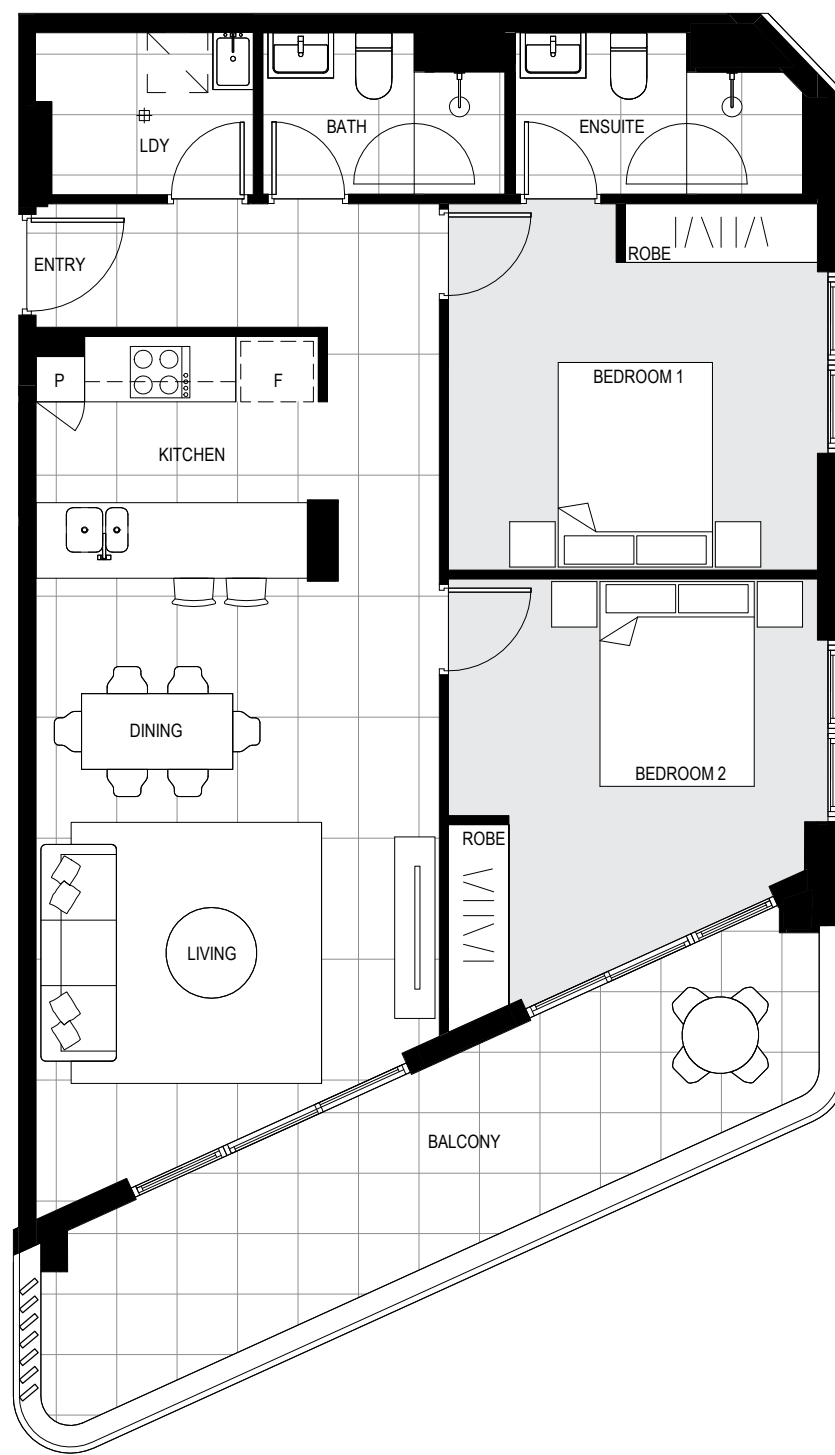 LDY
BATH
ENSUITE
ENTRY
ROBE
P
F
BEDROOM 1
KITCHEN
DINING
BEDROOM 2
ROBE
LIVING
BALCONY